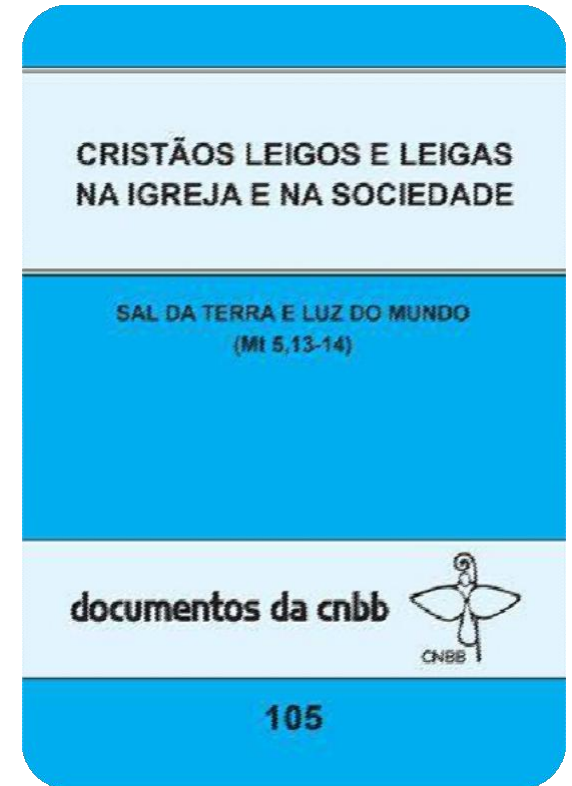 CRISTÃOS LEIGOS E LEIGAS
NA IGREJA E NA SOCIEDADE
SAL DA TERRA E LUZ DO MUNDO
(Mt 5,13-14)
documentos da cnbb
CNBB
105